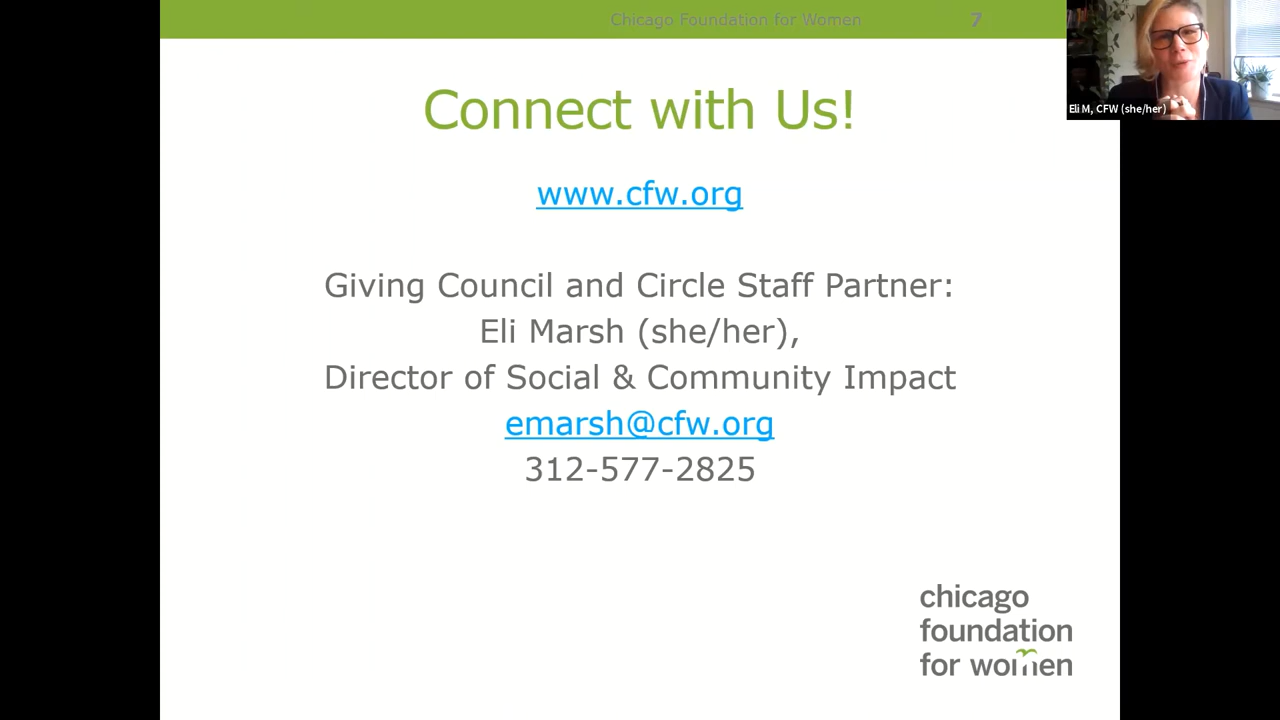 Chicago Foundation for Women 7
Eli M, CFW (she/her)
Connect with Us!
www.cfw.org
Giving Council and Circle Staff Partner:
Eli Marsh (she/her),
Director of Social & Community Impact
emarsh@cfw.org
312-577-2825
chicago
foundation
for women